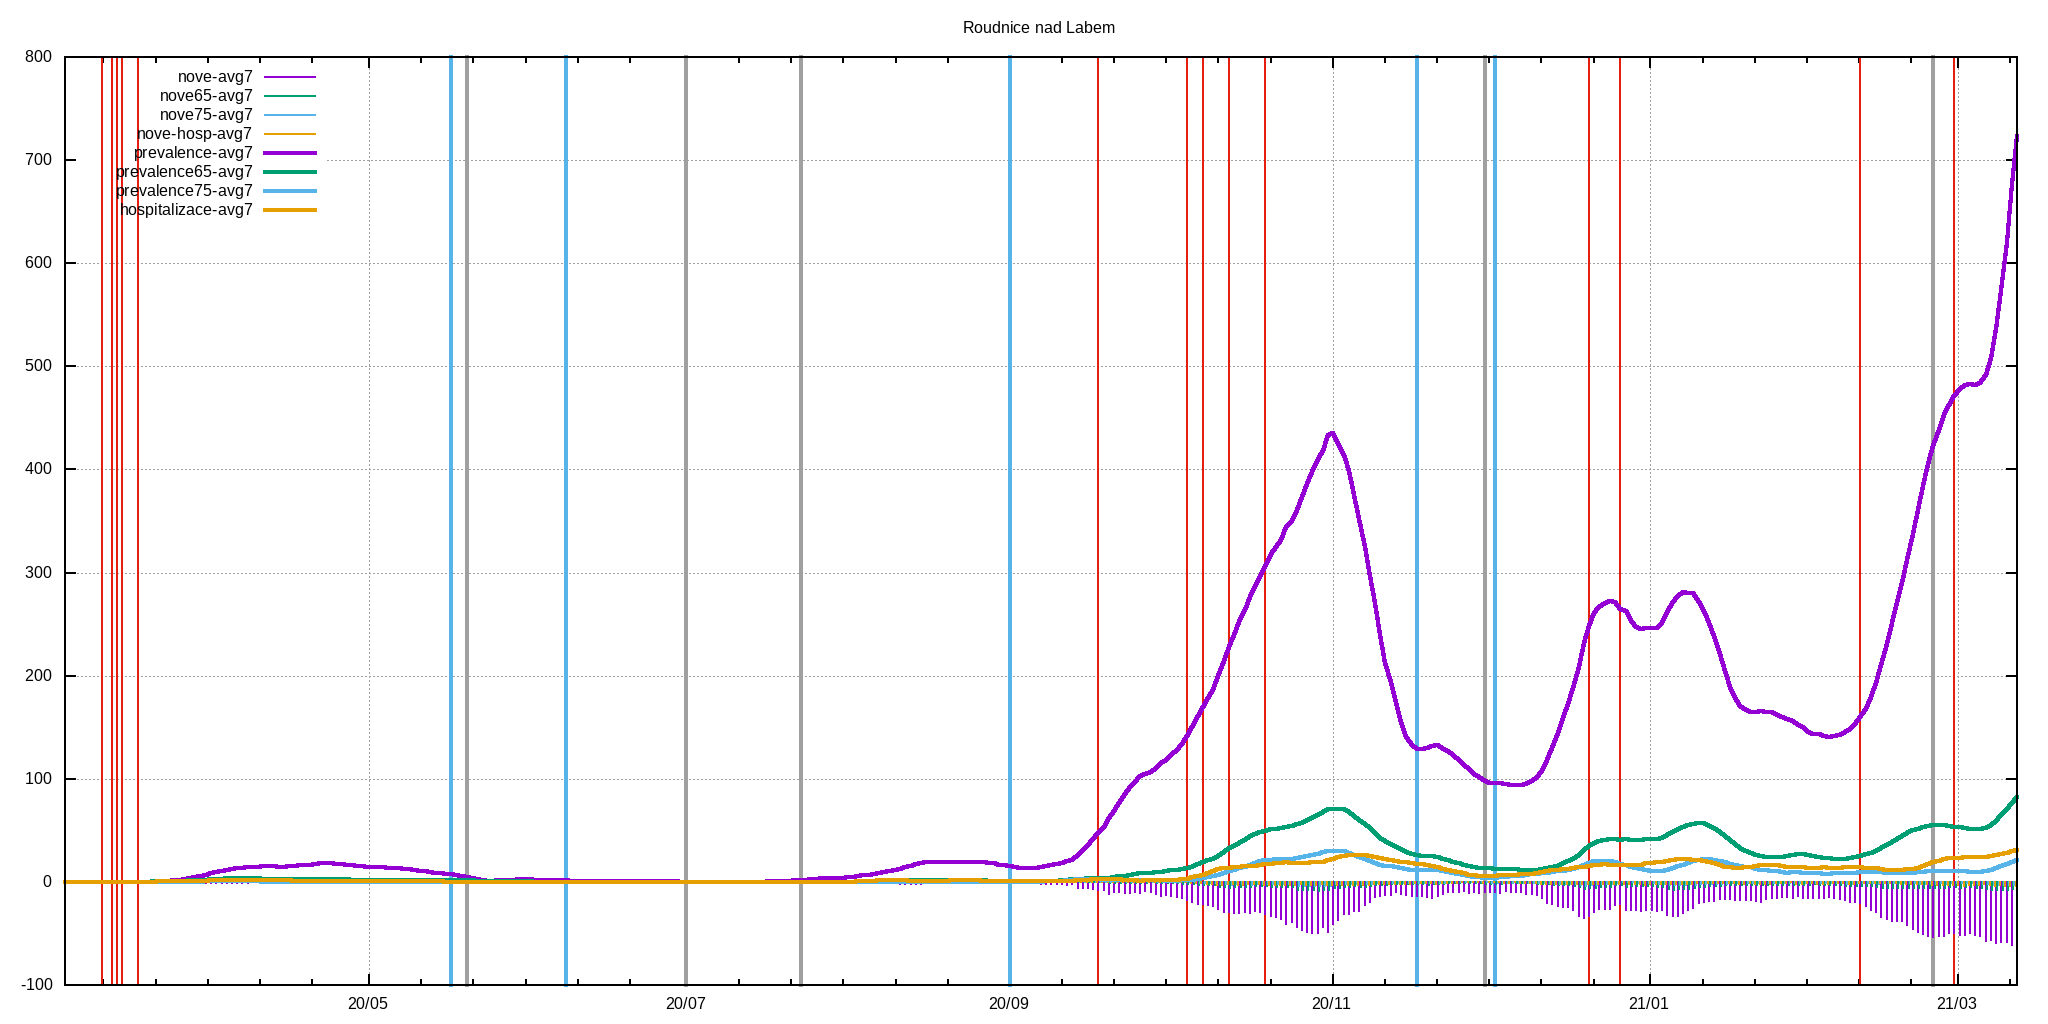 Roudnice nad Labem
800
700
600
500
400
300
200
100
0
-100
nove-avg7
nove65-avg7
nove75-avg7
nove-hosp-avg7
prevalence-avg7
prevalence65-avg7
prevalence75-avg7
hospitalizace-avg7
20/05 20/07 20/09 20/11 21/01 21/03